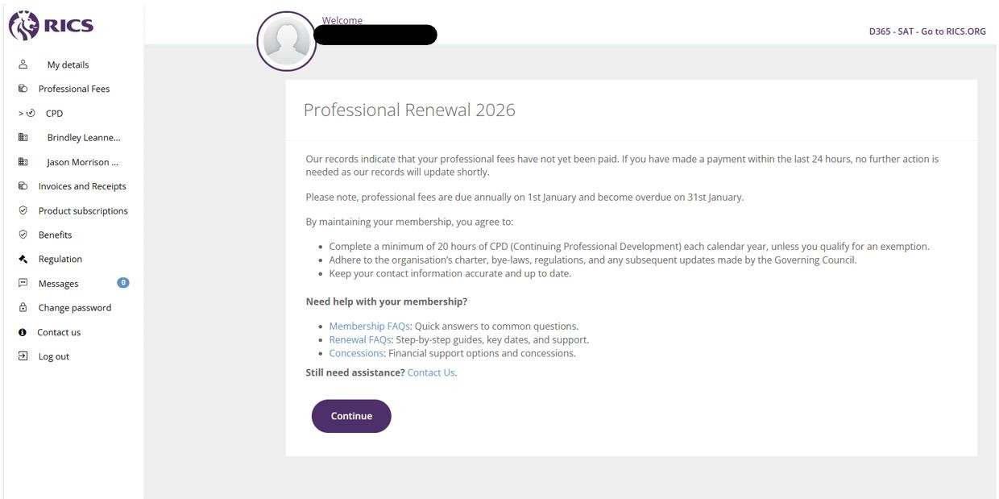 RICS
Welcome
D365 - SAT - Go to RICS.ORG
My details
Professional Fees
> CPD
Brindley Leanne...
Jason Morrison ...
Invoices and Receipts
Product subscriptions
Benefits
Regulation
Messages 0
Change password
Contact us
Log out
Professional Renewal 2026
Our records indicate that your professional fees have not yet been paid. If you have made a payment within the last 24 hours, no further action is
needed as our records will update shortly.
Please note, professional fees are due annually on 1st January and become overdue on 31st January.
By maintaining your membership, you agree to:
• Complete a minimum of 20 hours of CPD (Continuing Professional Development) each calendar year, unless you qualify for an exemption.
• Adhere to the organisation’s charter, bye-laws, regulations, and any subsequent updates made by the Governing Council.
• Keep your contact information accurate and up to date.
Need help with your membership?
• Membership FAQs: Quick answers to common questions.
• Renewal FAQs: Step-by-step guides, key dates, and support.
• Concessions: Financial support options and concessions.
Still need assistance? Contact Us.
Continue